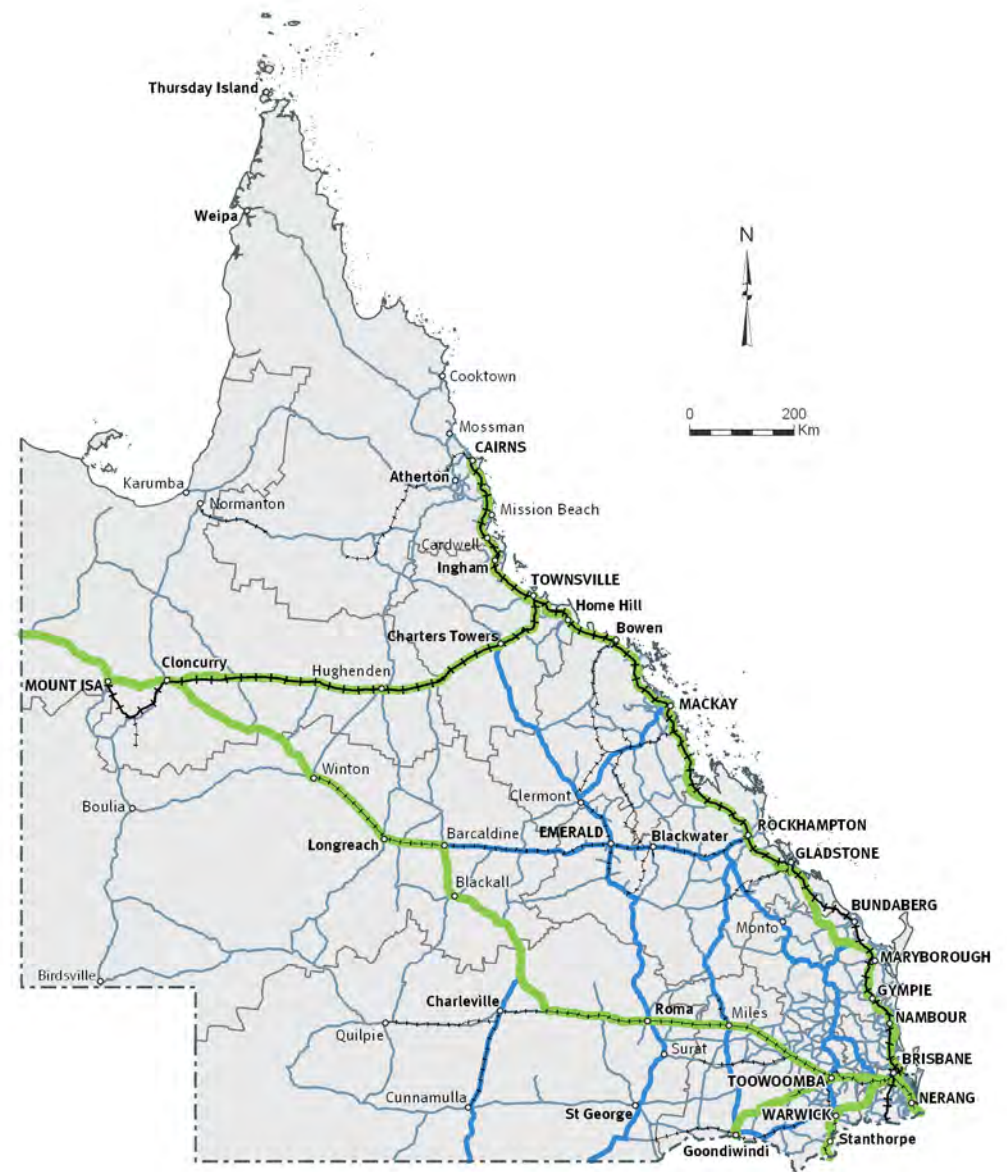 Thursday Island
Weipa
N
Cooktown
0 200
Km
Mossman
CAIRNS
Atherton
Karumba
Normanton
Mission Beach
Cardwell
Ingham
TOWNSVILLE
Home Hill
Bowen
Charters Towers
Cloncurry
Hughenden
MOUNT ISA
MACKAY
Winton
Clermont
Boulia
ROCKHAMPTON
EMERALD
Blackwater
Barcaldine
Longreach
GLADSTONE
Blackall
BUNDABERG
Monto
MARYBOROUGH
Birdsville
GYMPIE
Charleville
Roma
Miles
NAMBOUR
Quilpie
Surat
BRISBANE
TOOWOOMBA
NERANG
Cunnamulla
St George
WARWICK
Stanthorpe
Goondiwindi